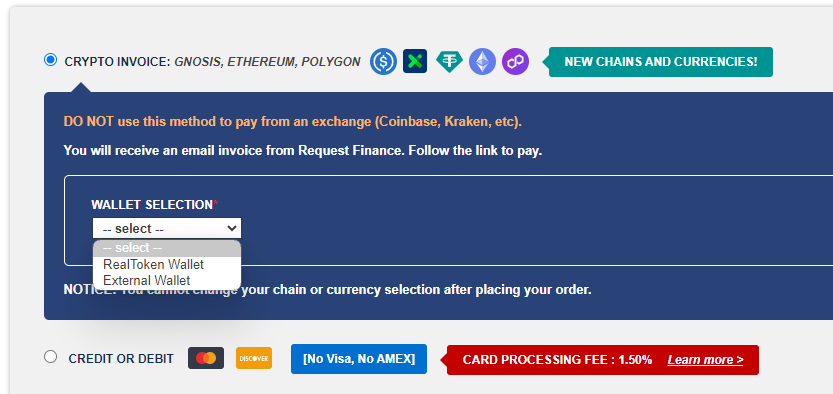 CRYPTO INVOICE: GNOSIS, ETHEREUM, POLYGON NEW CHAINS AND CURRENCIES!
DO NOT use this method to pay from an exchange (Coinbase, Kraken, etc).
You will receive an email invoice from Request Finance. Follow the link to pay.
WALLET SELECTION*
-- select --
-- select --
RealToken Wallet
External Wallet
NOTICE: You cannot change your chain or currency selection after placing your order.
CREDIT OR DEBIT DISCOVER [No Visa, No AMEX] CARD PROCESSING FEE : 1.50% Learn more >